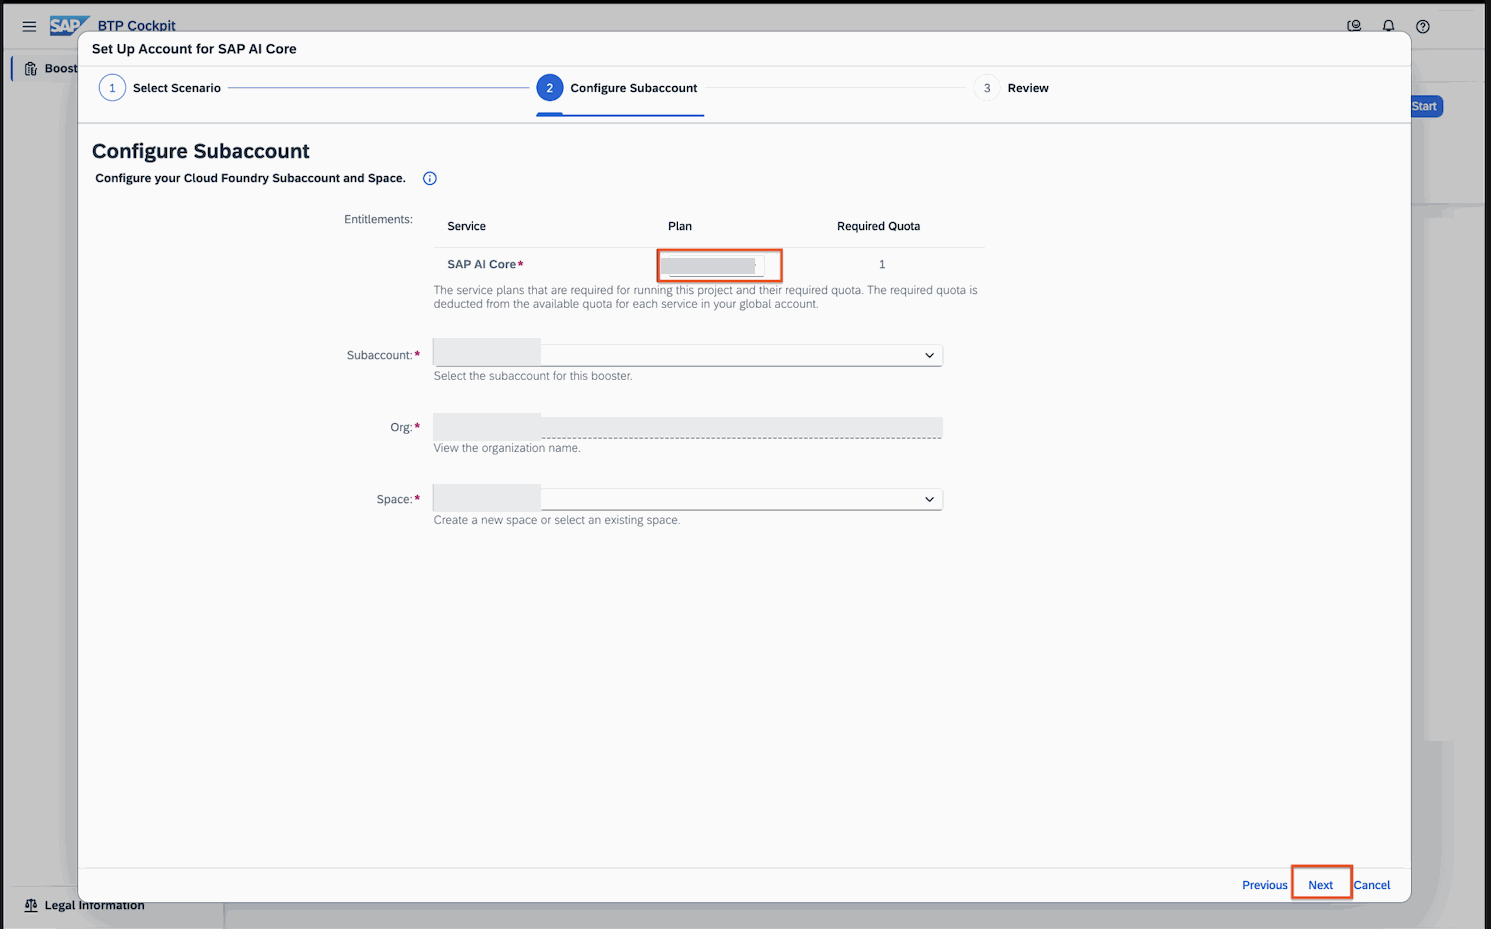 SAP BTP Cockpit
Boost
Start
Set Up Account for SAP AI Core
1 Select Scenario
2 Configure Subaccount
3 Review
Configure Subaccount
Configure your Cloud Foundry Subaccount and Space.
Entitlements:
Service Plan Required Quota
SAP AI Core* 1
The service plans that are required for running this project and their required quota. The required quota is
deducted from the available quota for each service in your global account.
Subaccount:*
Select the subaccount for this booster.
Org:*
View the organization name.
Space:*
Create a new space or select an existing space.
Previous Next Cancel
Legal Information